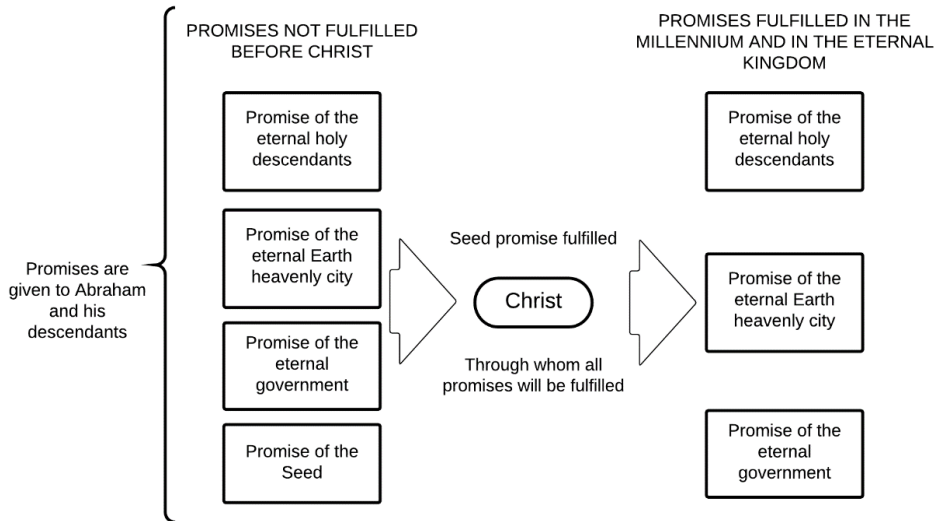 Promises are
given to Abraham
and his
descendants
PROMISES NOT FULFILLED
BEFORE CHRIST
Promise of the
eternal holy
descendants
Promise of the
eternal Earth
heavenly city
Promise of the
eternal
government
Promise of the
Seed
Seed promise fulfilled
Christ
Through whom all
promises will be fulfilled
PROMISES FULFILLED IN THE
MILLENNIUM AND IN THE ETERNAL
KINGDOM
Promise of the
eternal holy
descendants
Promise of the
eternal Earth
heavenly city
Promise of the
eternal
government